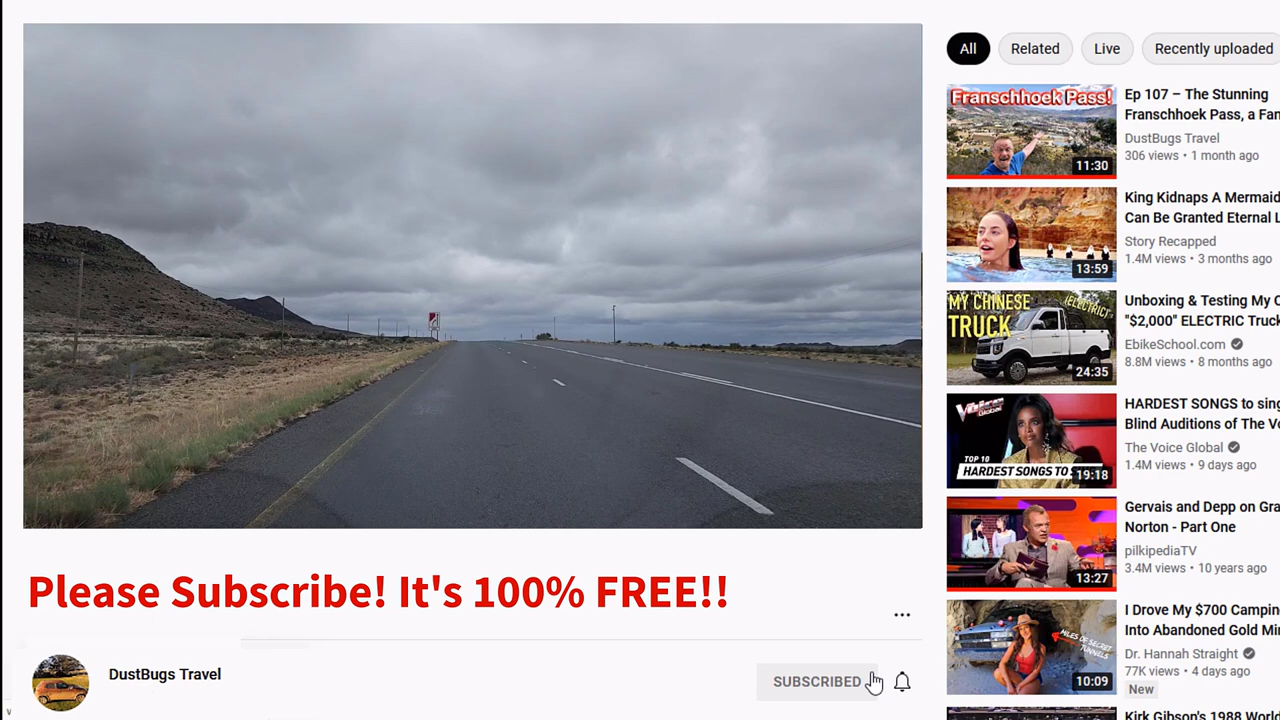 All
Related
Live
Recently uploaded
Franschhoek Pass!
11:30
Ep 107 – The Stunning
Franschhoek Pass, a Fan
DustBugs Travel
306 views • 1 month ago
13:59
King Kidnaps A Mermaid
Can Be Granted Eternal L
Story Recapped
1.4M views • 3 months ago
MY CHINESE
(ELECTRIC)
TRUCK
24:35
Unboxing & Testing My C
"$2,000" ELECTRIC Truck
EbikeSchool.com
8.8M views • 8 months ago
Voice
Global
TOP 10
HARDEST SONGS TO
19:18
HARDEST SONGS to sing
Blind Auditions of The Vo
The Voice Global
1.4M views • 9 days ago
13:27
Gervais and Depp on Gra
Norton - Part One
pilkipediaTV
3.4M views • 10 years ago
MILES OF SECRET
TUNNELS
10:09
I Drove My $700 Camping
Into Abandoned Gold Min
Dr. Hannah Straight
77K views • 4 days ago
New
Kirk Gibson's 1988 World
Please Subscribe! It's 100% FREE!!
DustBugs Travel
SUBSCRIBED